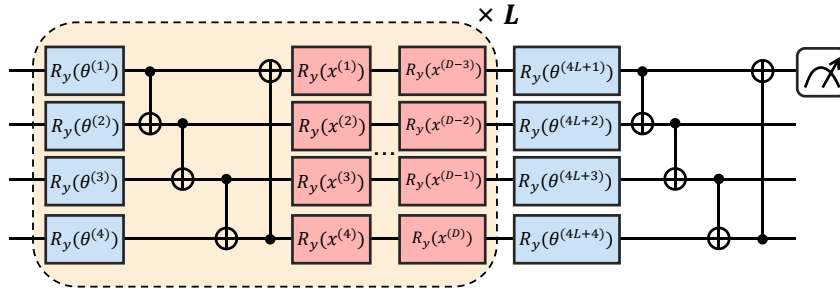 × L
R_y(θ^(1)) R_y(x^(1)) R_y(x^(D−3)) R_y(θ^(4L+1))
R_y(θ^(2)) R_y(x^(2)) R_y(x^(D−2)) R_y(θ^(4L+2))
...
R_y(θ^(3)) R_y(x^(3)) R_y(x^(D−1)) R_y(θ^(4L+3))
R_y(θ^(4)) R_y(x^(4)) R_y(x^(D)) R_y(θ^(4L+4))